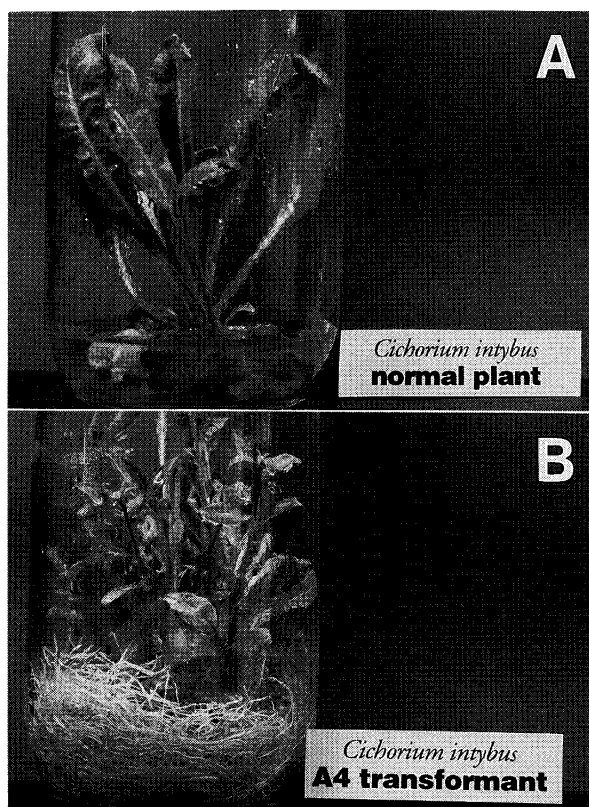 A
Cichorium intybus
normal plant
B
Cichorium intybus
A4 transformant